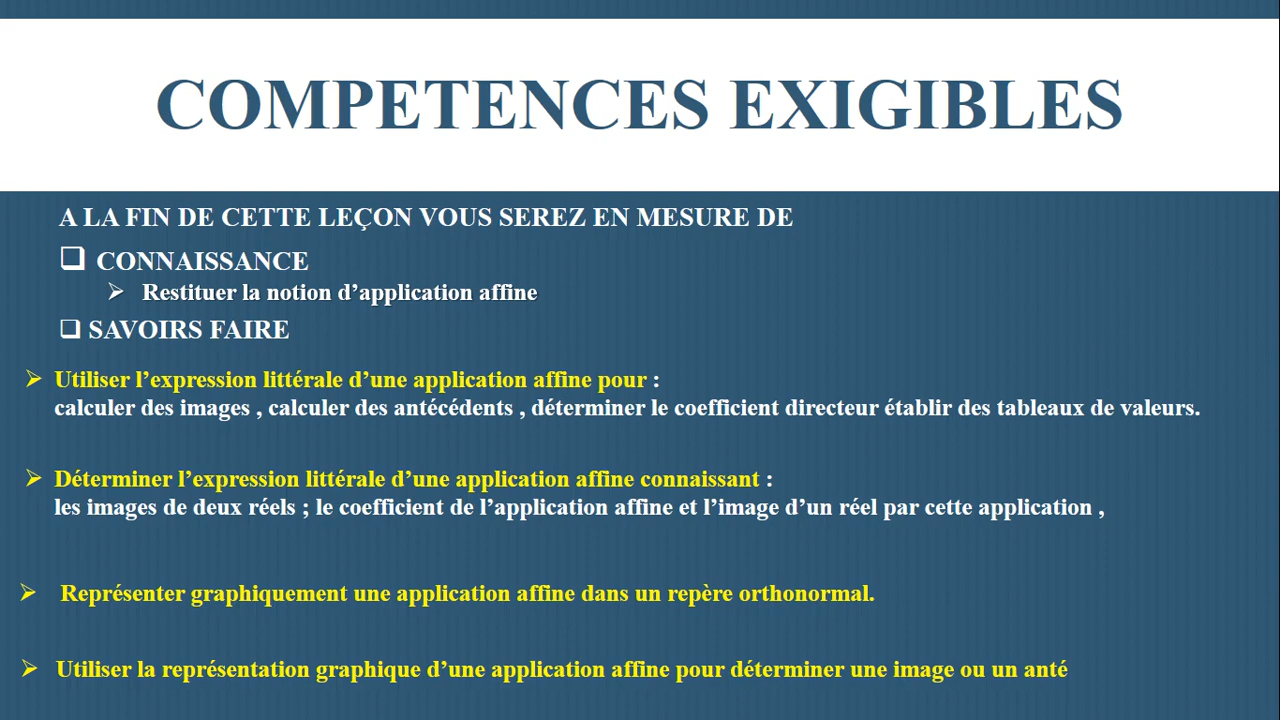 COMPETENCES EXIGIBLES
A LA FIN DE CETTE LEÇON VOUS SEREZ EN MESURE DE
CONNAISSANCE
Restituer la notion d’application affine
SAVOIRS FAIRE
Utiliser l’expression littérale d’une application affine pour :
calculer des images , calculer des antécédents , déterminer le coefficient directeur établir des tableaux de valeurs.
Déterminer l’expression littérale d’une application affine connaissant :
les images de deux réels ; le coefficient de l’application affine et l’image d’un réel par cette application ,
Représenter graphiquement une application affine dans un repère orthonormal.
Utiliser la représentation graphique d’une application affine pour déterminer une image ou un anté